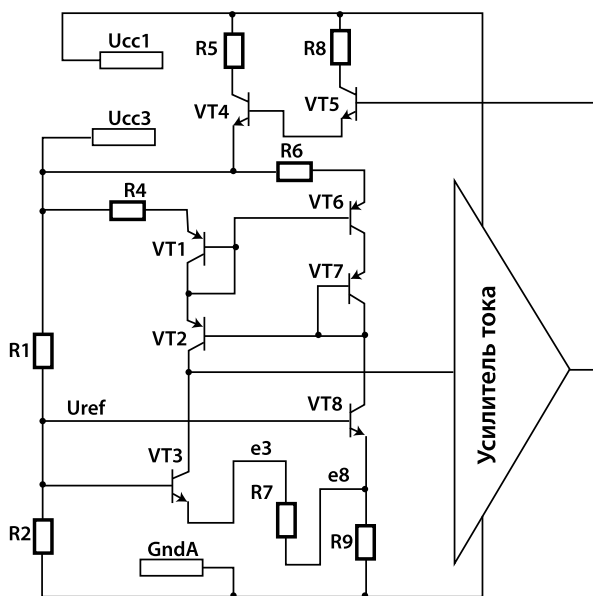 Ucc1
R5
R8
VT4
VT5
Ucc3
R6
R4
VT6
VT1
VT7
VT2
R1
Усилитель тока
Uref
VT8
VT3
e3
e8
R7
R2
R9
GndA